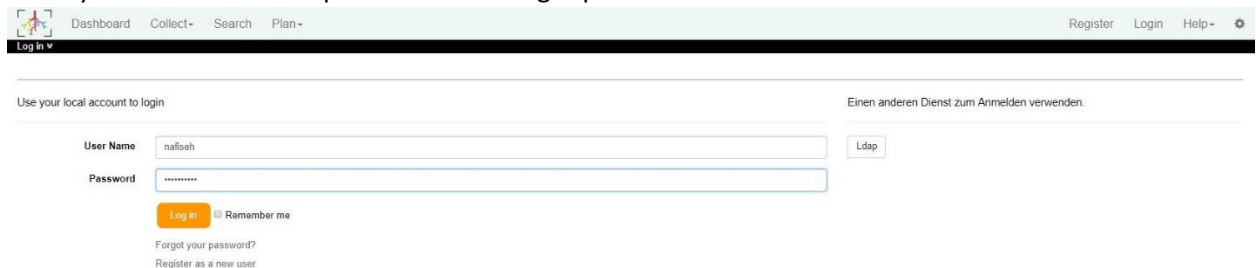 Dashboard Collect Search Plan Register Login Help
Log in
Use your local account to login
Einen anderen Dienst zum Anmelden verwenden.
User Name nafiseh
Ldap
Password ••••••••••
Log in Remember me
Forgot your password?
Register as a new user